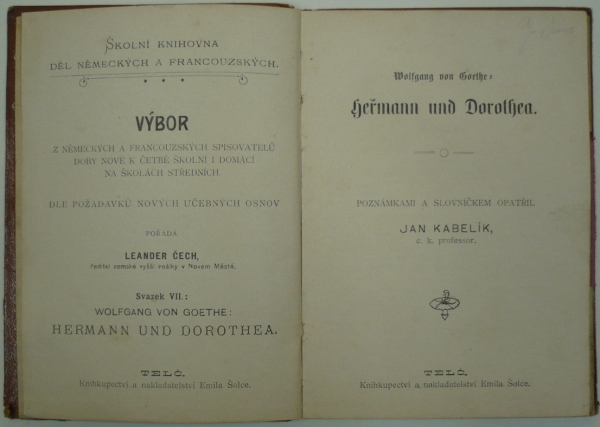 ŠKOLNÍ KNIHOVNA
DĚL NĚMECKÝCH A FRANCOUZSKÝCH.
VÝBOR
Z NĚMECKÝCH A FRANCOUZSKÝCH SPISOVATELŮ
DOBY NOVÉ K ČETBĚ ŠKOLNÍ I DOMÁCÍ
NA ŠKOLÁCH STŘEDNÍCH.
DLE POŽADAVKŮ NOVÝCH UČEBNÝCH OSNOV
POŘÁDÁ
LEANDER ČECH,
ředitel zemské vyšší reálky v Novém Městě.
Svazek VII.:
WOLFGANG VON GOETHE:
HERMANN UND DOROTHEA.
TELČ.
Knihkupectví a nakladatelství Emila Šolce.
Wolfgang von Goethe:
Heřmann und Dorothea.
POZNÁMKAMI A SLOVNÍČKEM OPATŘIL
JAN KABELÍK,
c. k. professor.
TELČ.
Knihkupectví a nakladatelství Emila Šolce.